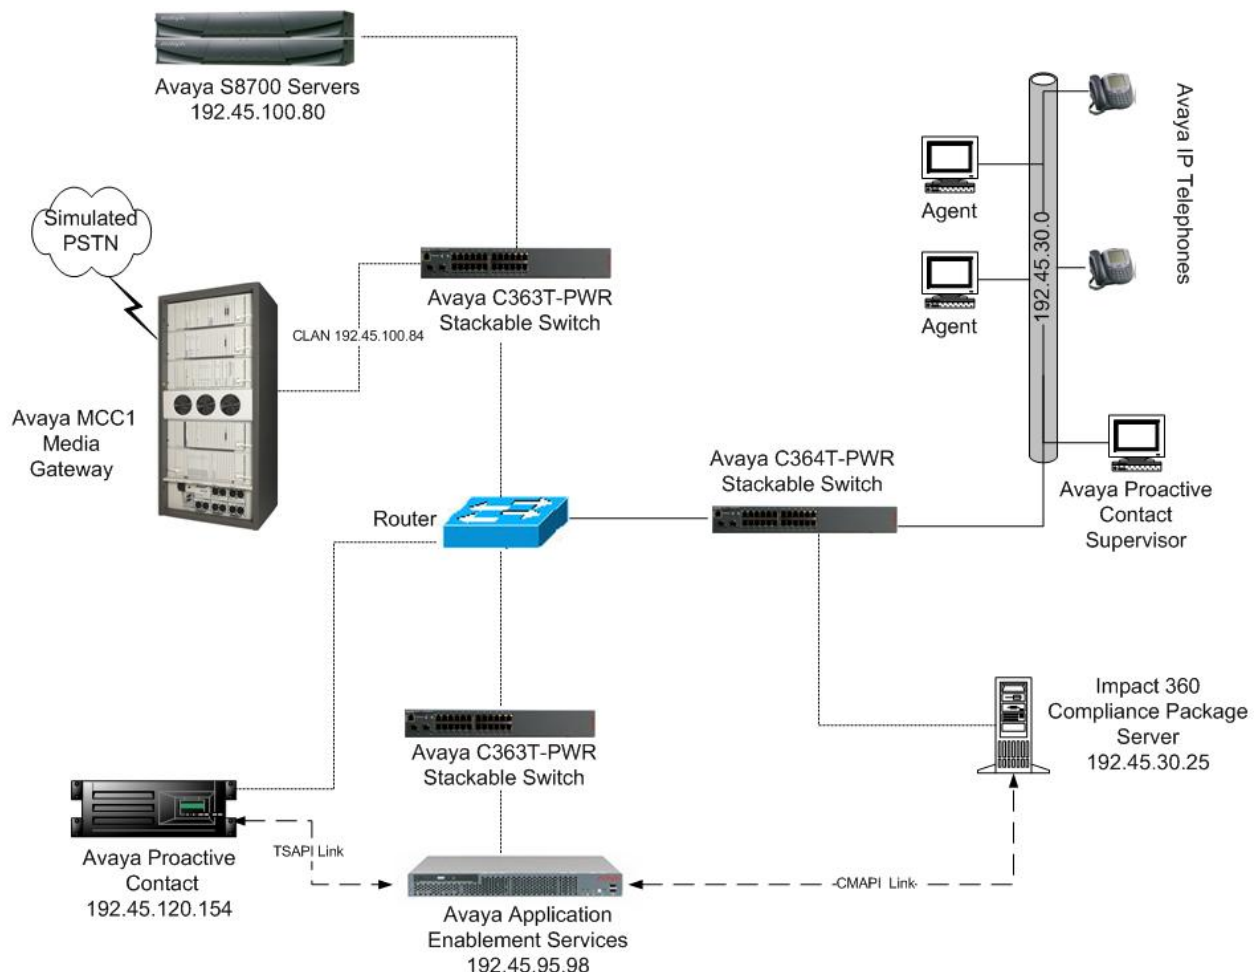 Avaya S8700 Servers
192.45.100.80
Simulated
PSTN
Avaya C363T-PWR
Stackable Switch
CLAN 192.45.100.84
Avaya MCC1
Media
Gateway
Agent
Agent
192.45.30.0
Avaya IP Telephones
Avaya C364T-PWR
Stackable Switch
Router
Avaya Proactive
Contact
Supervisor
Impact 360
Compliance Package
Server
192.45.30.25
Avaya C363T-PWR
Stackable Switch
TSAPI Link
Avaya Proactive
Contact
192.45.120.154
CMAPI Link
Avaya Application
Enablement Services
192.45.95.98